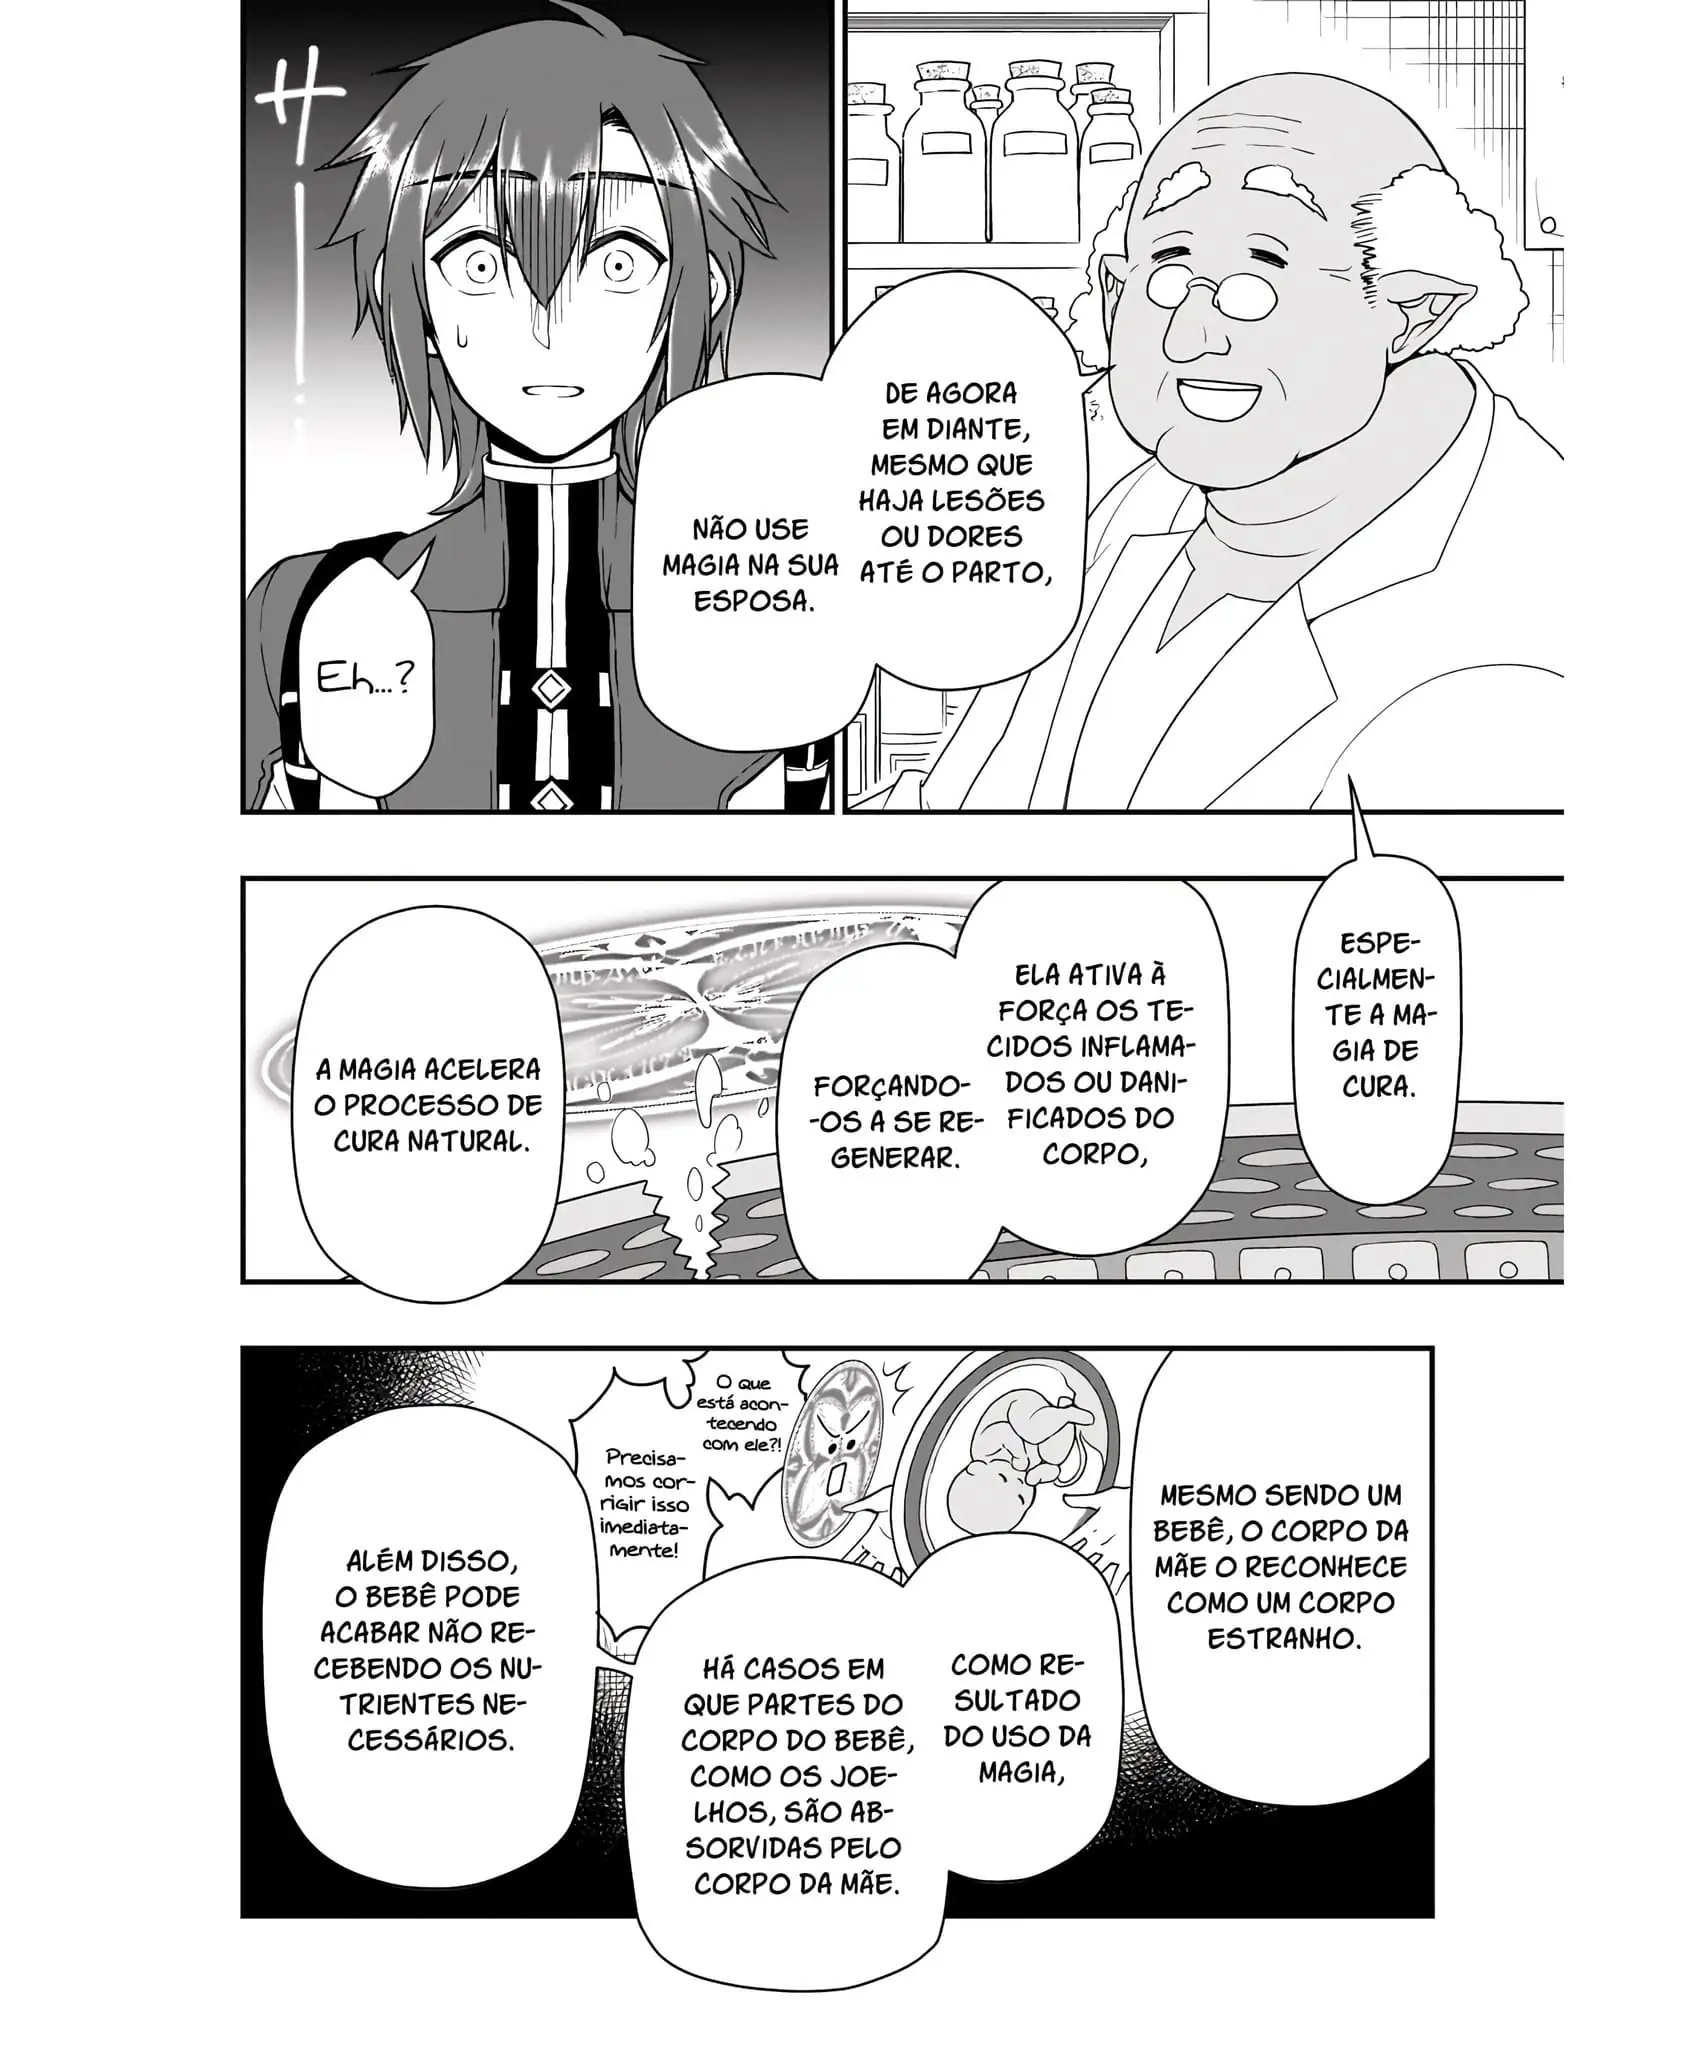 DE AGORA
EM DIANTE,
MESMO QUE
HAJA LESÕES
OU DORES
ATÉ O PARTO,
NÃO USE
MAGIA NA SUA
ESPOSA.
サーッ
Eh...?
ESPE-
CIALMEN-
TE A MA-
GIA DE
CURA.
ELA ATIVA À
FORÇA OS TE-
CIDOS INFLAMA-
DOS OU DANI-
FICADOS DO
CORPO,
FORÇANDO-
-OS A SE RE-
GENERAR.
A MAGIA ACELERA
O PROCESSO DE
CURA NATURAL.
MESMO SENDO UM
BEBÊ, O CORPO DA
MÃE O RECONHECE
COMO UM CORPO
ESTRANHO.
O que
está acon-
tecendo
com ele?!
Precisa-
mos cor-
rigir isso
imediata-
mente!
COMO RE-
SULTADO
DO USO DA
MAGIA,
HÁ CASOS EM
QUE PARTES DO
CORPO DO BEBÊ,
COMO OS JOE-
LHOS, SÃO AB-
SORVIDAS PELO
CORPO DA MÃE.
ALÉM DISSO,
O BEBÊ PODE
ACABAR NÃO RE-
CEBENDO OS NU-
TRIENTES NE-
CESSÁRIOS.